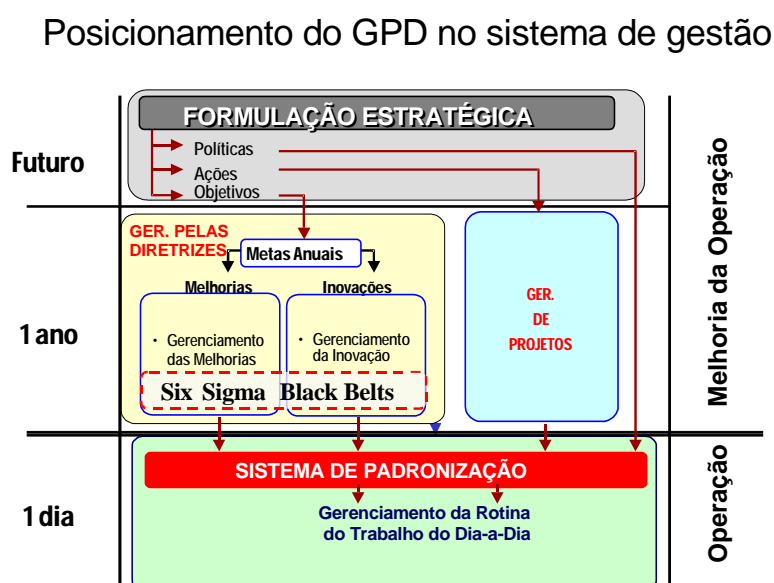 Posicionamento do GPD no sistema de gestão
FORMULAÇÃO ESTRATÉGICA
Políticas
Ações
Objetivos
Futuro
GER. PELAS
DIRETRIZES
Metas Anuais
Melhorias
Inovações
• Gerenciamento
das Melhorias
• Gerenciamento
da Inovação
Six Sigma Black Belts
GER.
DE
PROJETOS
1 ano
Melhoria da Operação
SISTEMA DE PADRONIZAÇÃO
Gerenciamento da Rotina
do Trabalho do Dia-a-Dia
1 dia
Operação